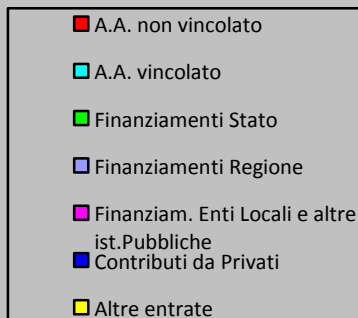 A.A. non vincolato
A.A. vincolato
Finanziamenti Stato
Finanziamenti Regione
Finanziam. Enti Locali e altre
ist.Pubbliche
Contributi da Privati
Altre entrate